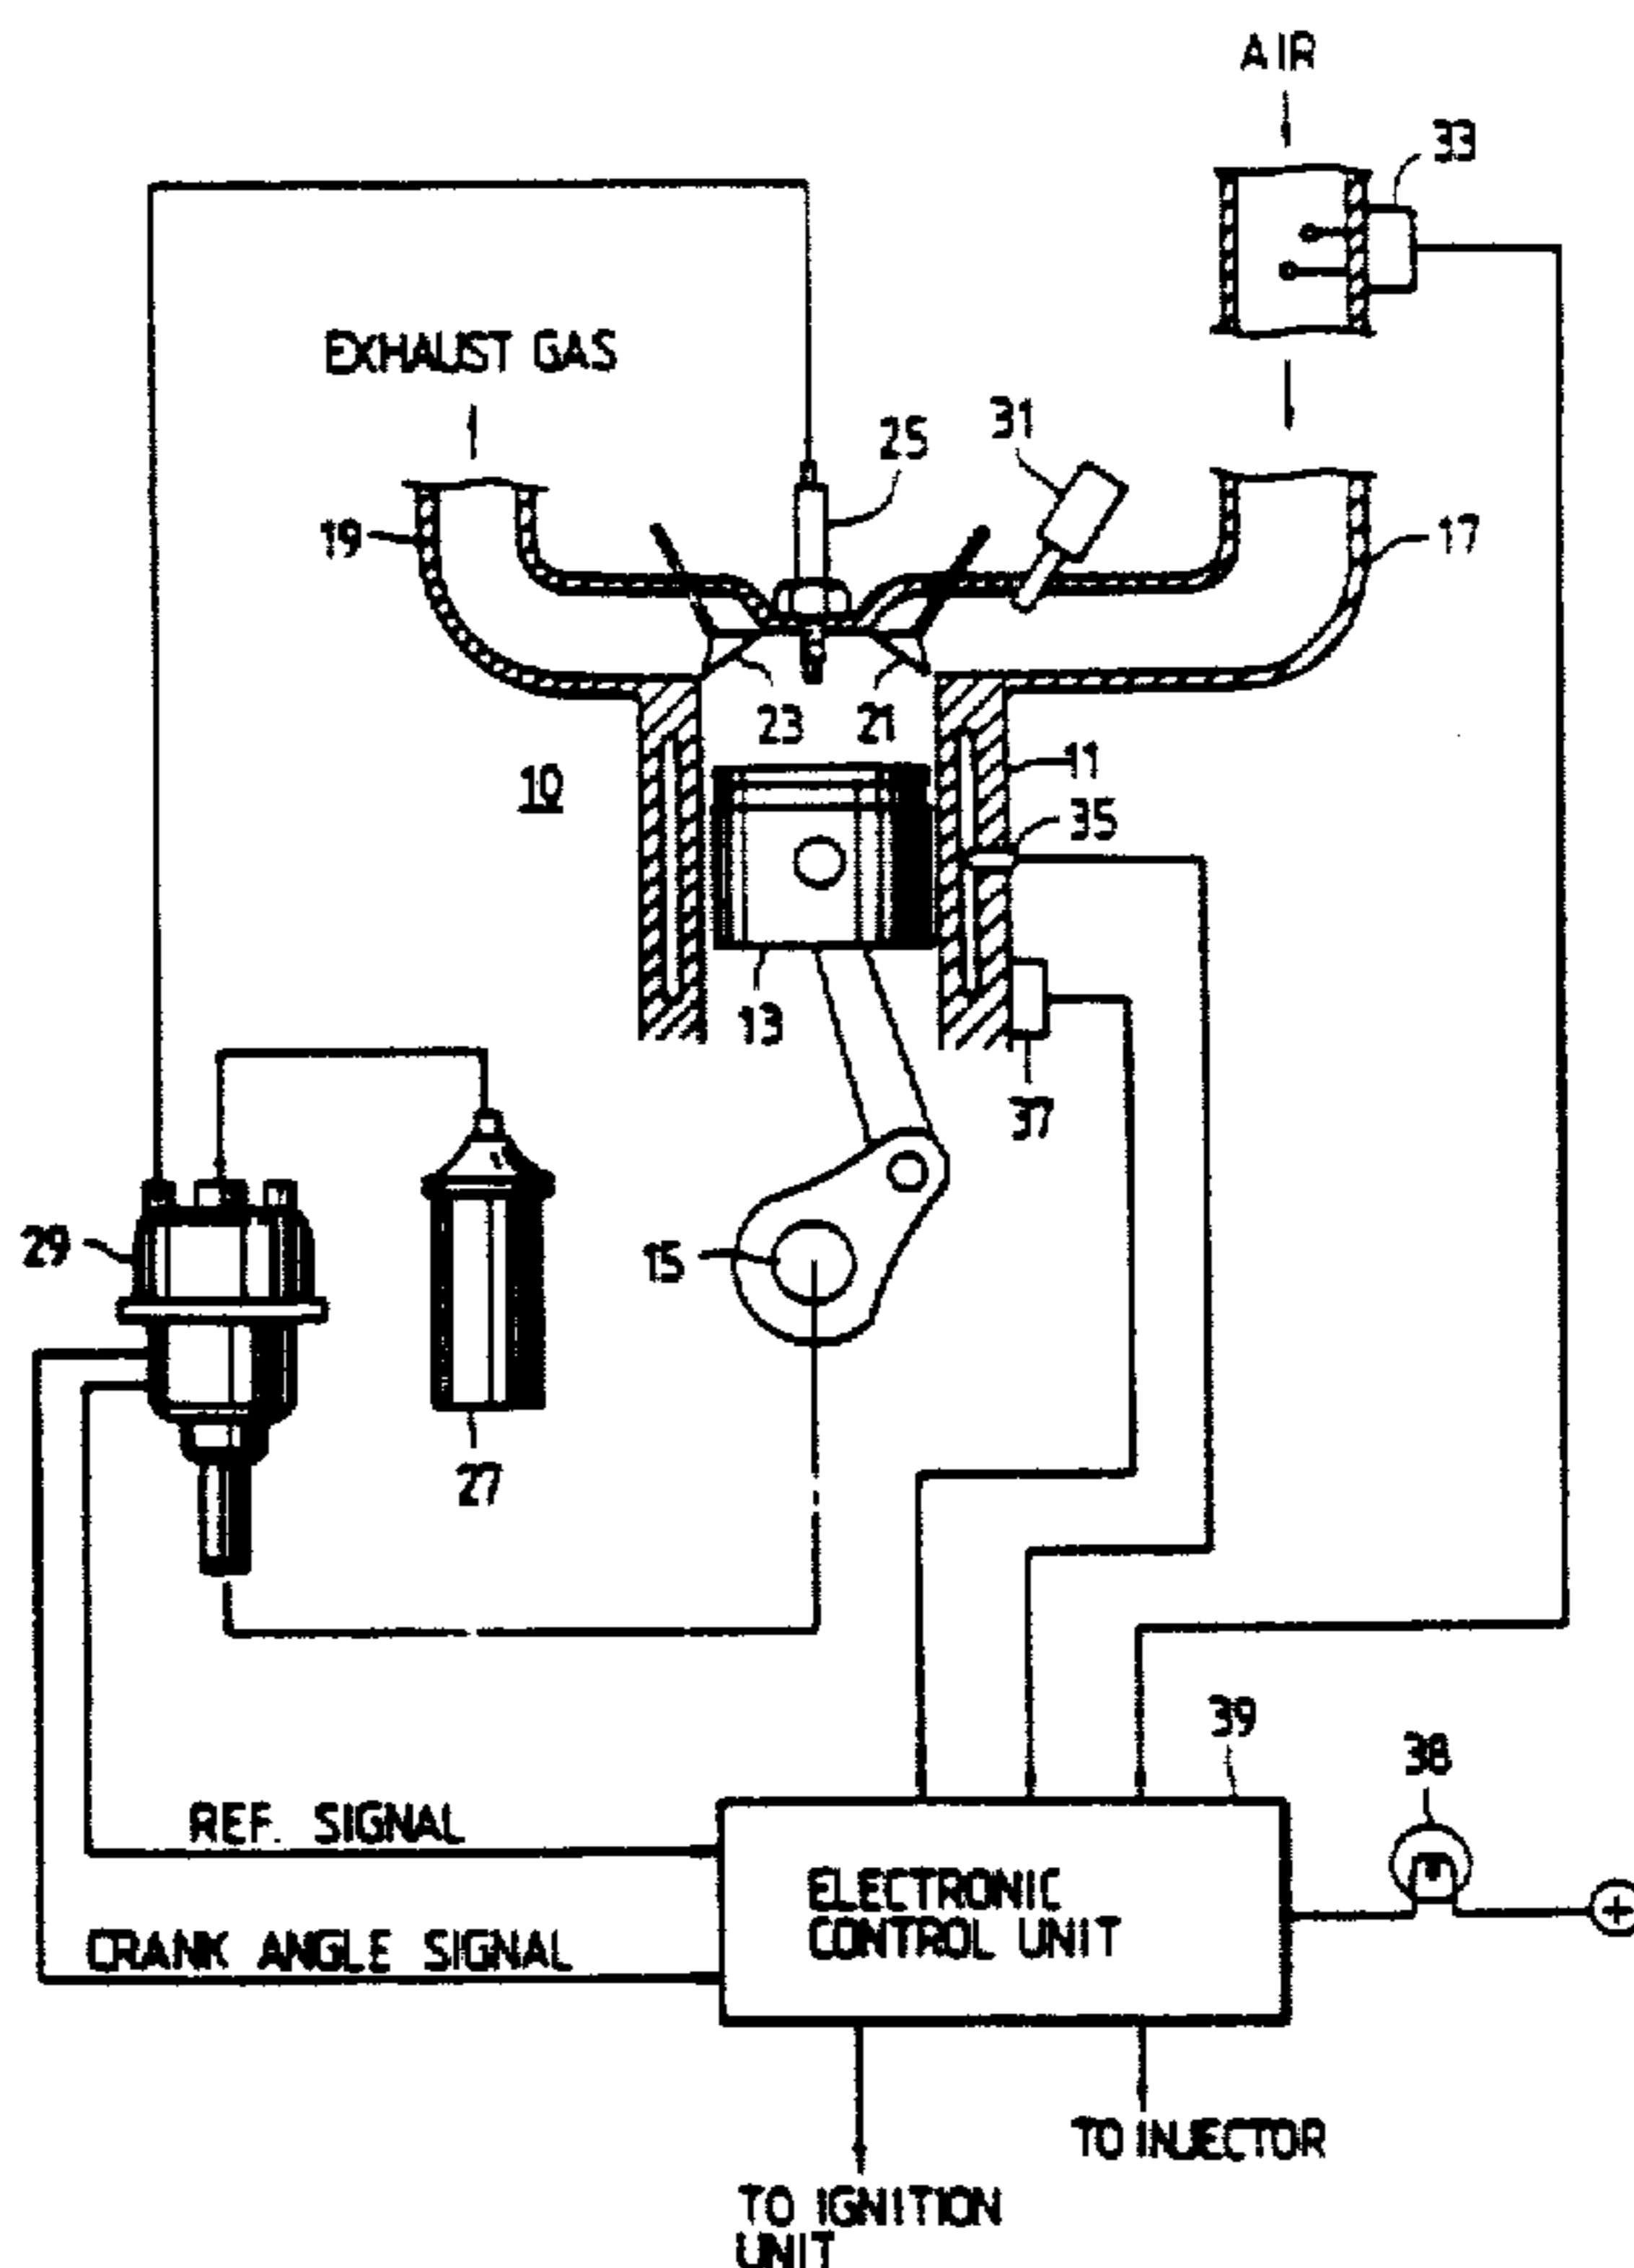 AIR
33
EXHAUST GAS
25
31
19
17
23
21
10
11
35
13
37
29
15
27
39
38
REF. SIGNAL
ELECTRONIC
CONTROL UNIT
CRANK ANGLE SIGNAL
TO INJECTOR
TO IGNITION
UNIT